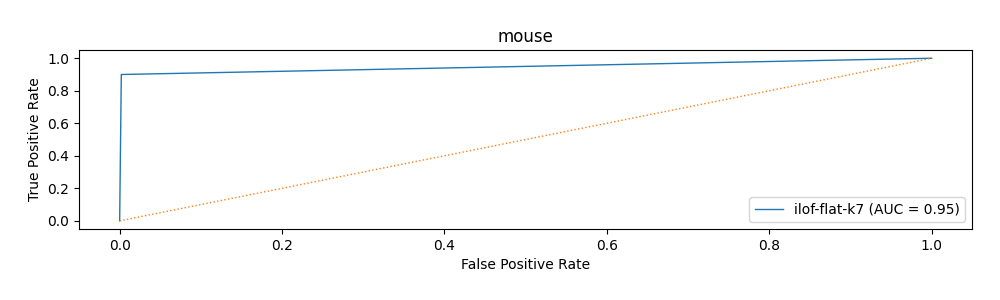 mouse
True Positive Rate
1.0
0.8
0.6
0.4
0.2
0.0
ilof-flat-k7 (AUC = 0.95)
0.0 0.2 0.4 0.6 0.8 1.0
False Positive Rate